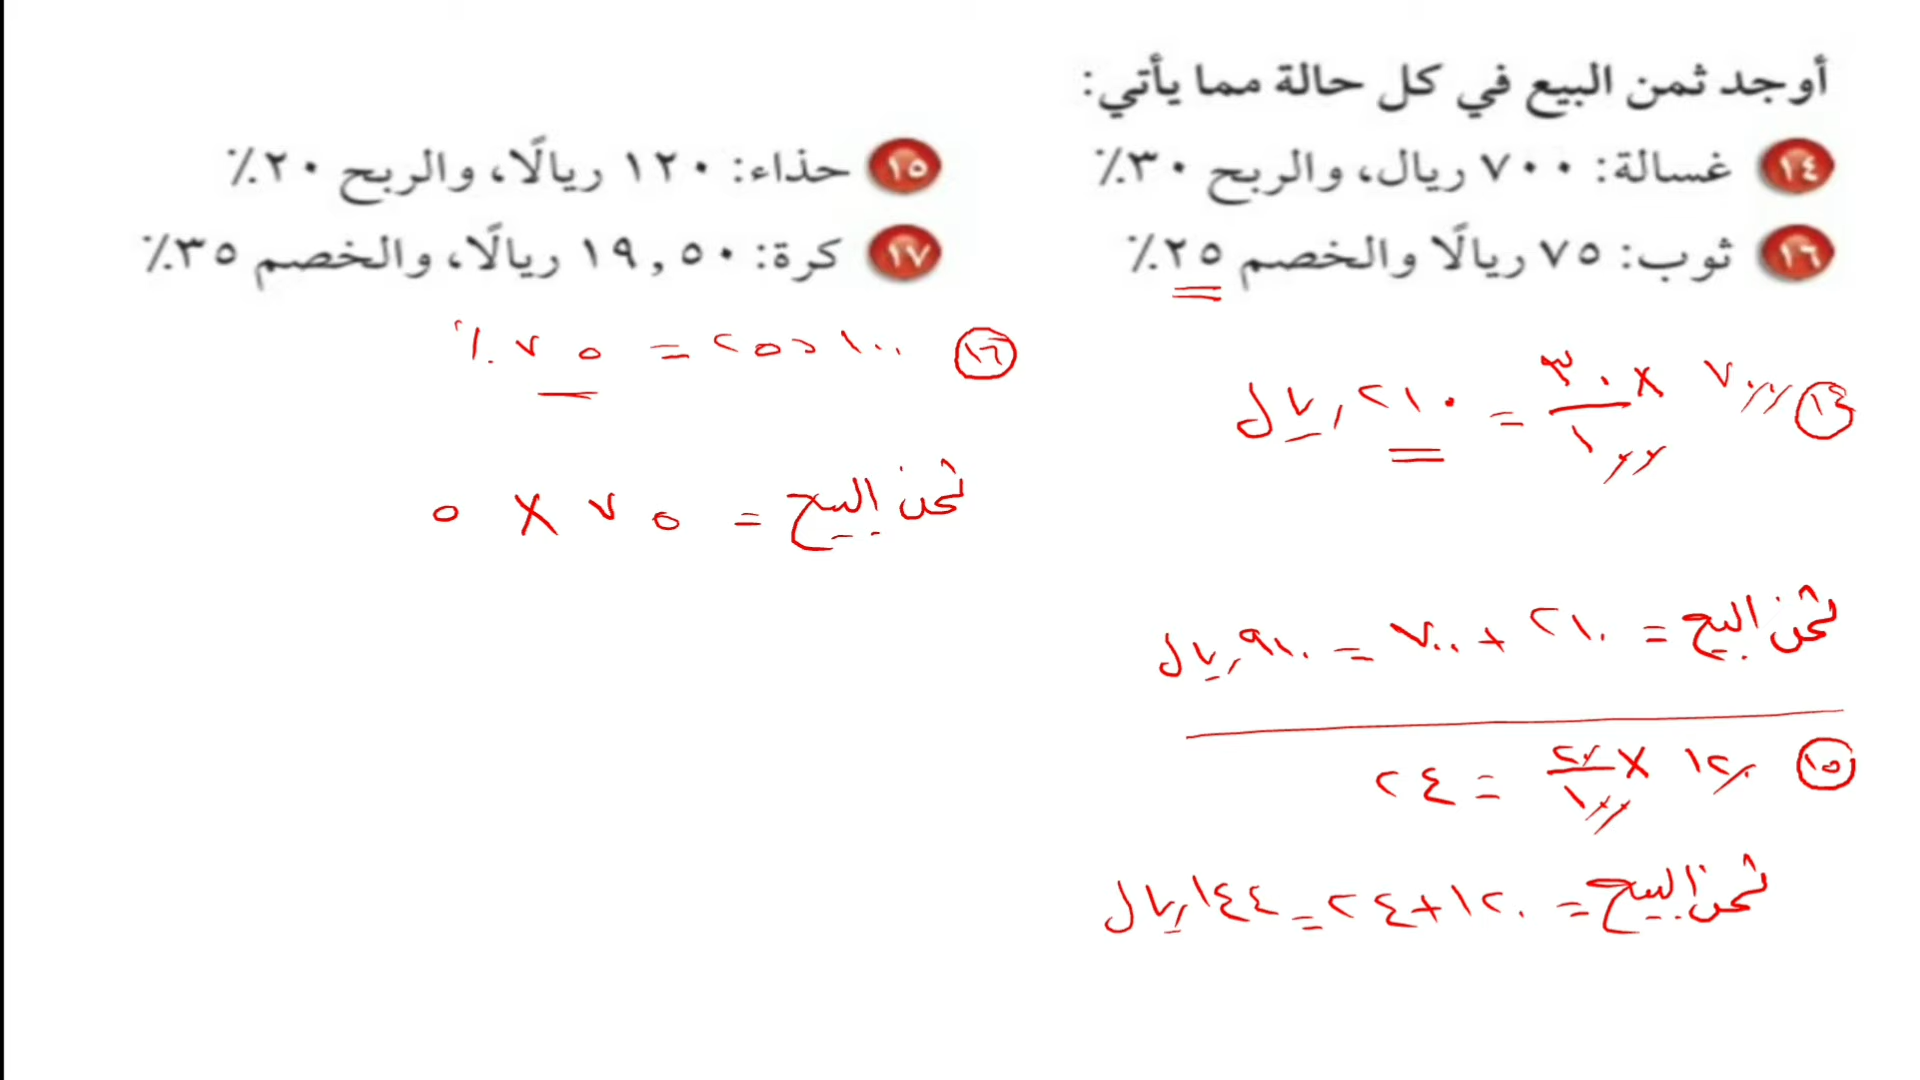 أوجد ثمن البيع في كل حالة مما يأتي:
١٤ غسالة: ٧٠٠ ريال، والربح ٣٠٪
١٥ حذاء: ١٢٠ ريالًا، والربح ٢٠٪
١٦ ثوب: ٧٥ ريالًا والخصم ٢٥٪
١٧ كرة: ١٩,٥٠ ريالًا، والخصم ٣٥٪
١٤ ٧٠٠ × ٣٠/١٠٠ = ٢١٠ ريال
ثمن البيع = ٢١٠ + ٧٠٠ = ٩١٠ ريال
١٥ ١٢٠ × ٢٠/١٠٠ = ٢٤
ثمن البيع = ١٢٠ + ٢٤ = ١٤٤ ريال
١٦ ١٠٠ - ٢٥ = ٧٥٪
ثمن البيع = ٧٥ × ٥